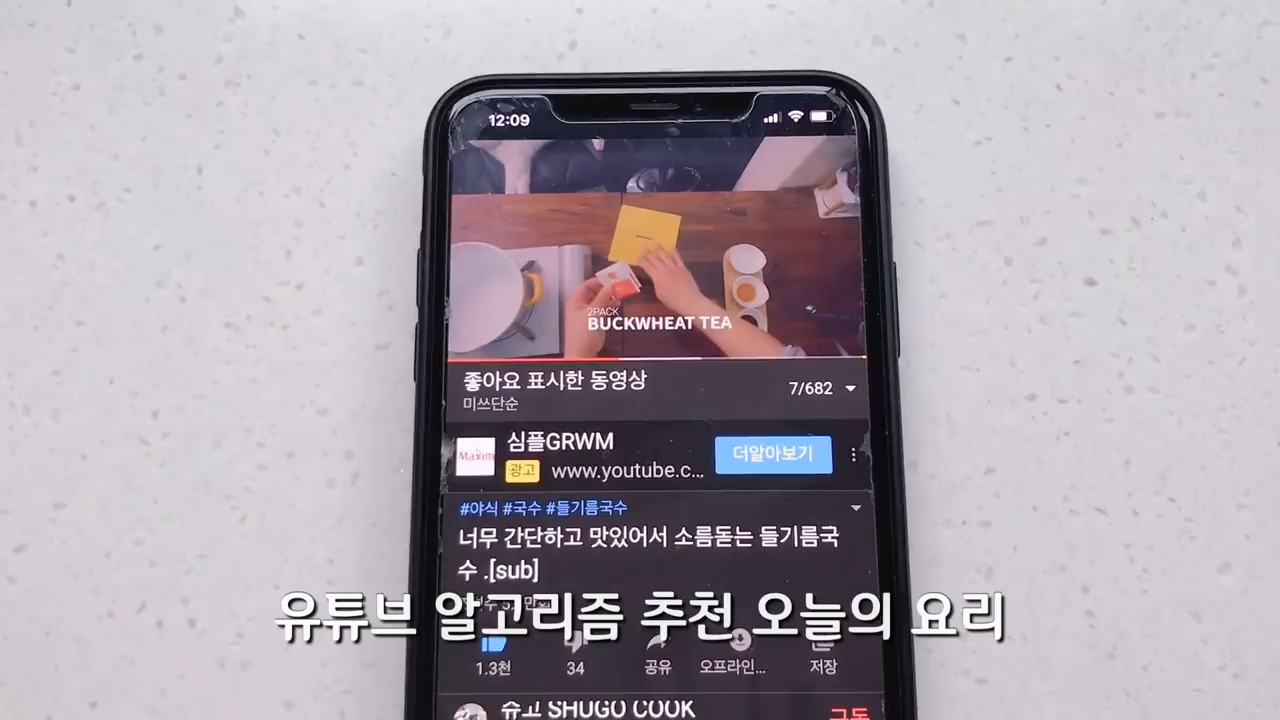 12:09
2PACK
BUCKWHEAT TEA
좋아요 표시한 동영상
7/682
미쓰단순
Maxim
심플GRWM
광고 www.youtube.c...
더알아보기
#야식 #국수 #들기름국수
너무 간단하고 맛있어서 소름돋는 들기름국
수 .[sub]
유튜브 알고리즘 추천 오늘의 요리
1.3천
34
공유
오프라인...
저장
슈고 SHUGO COOK
구독